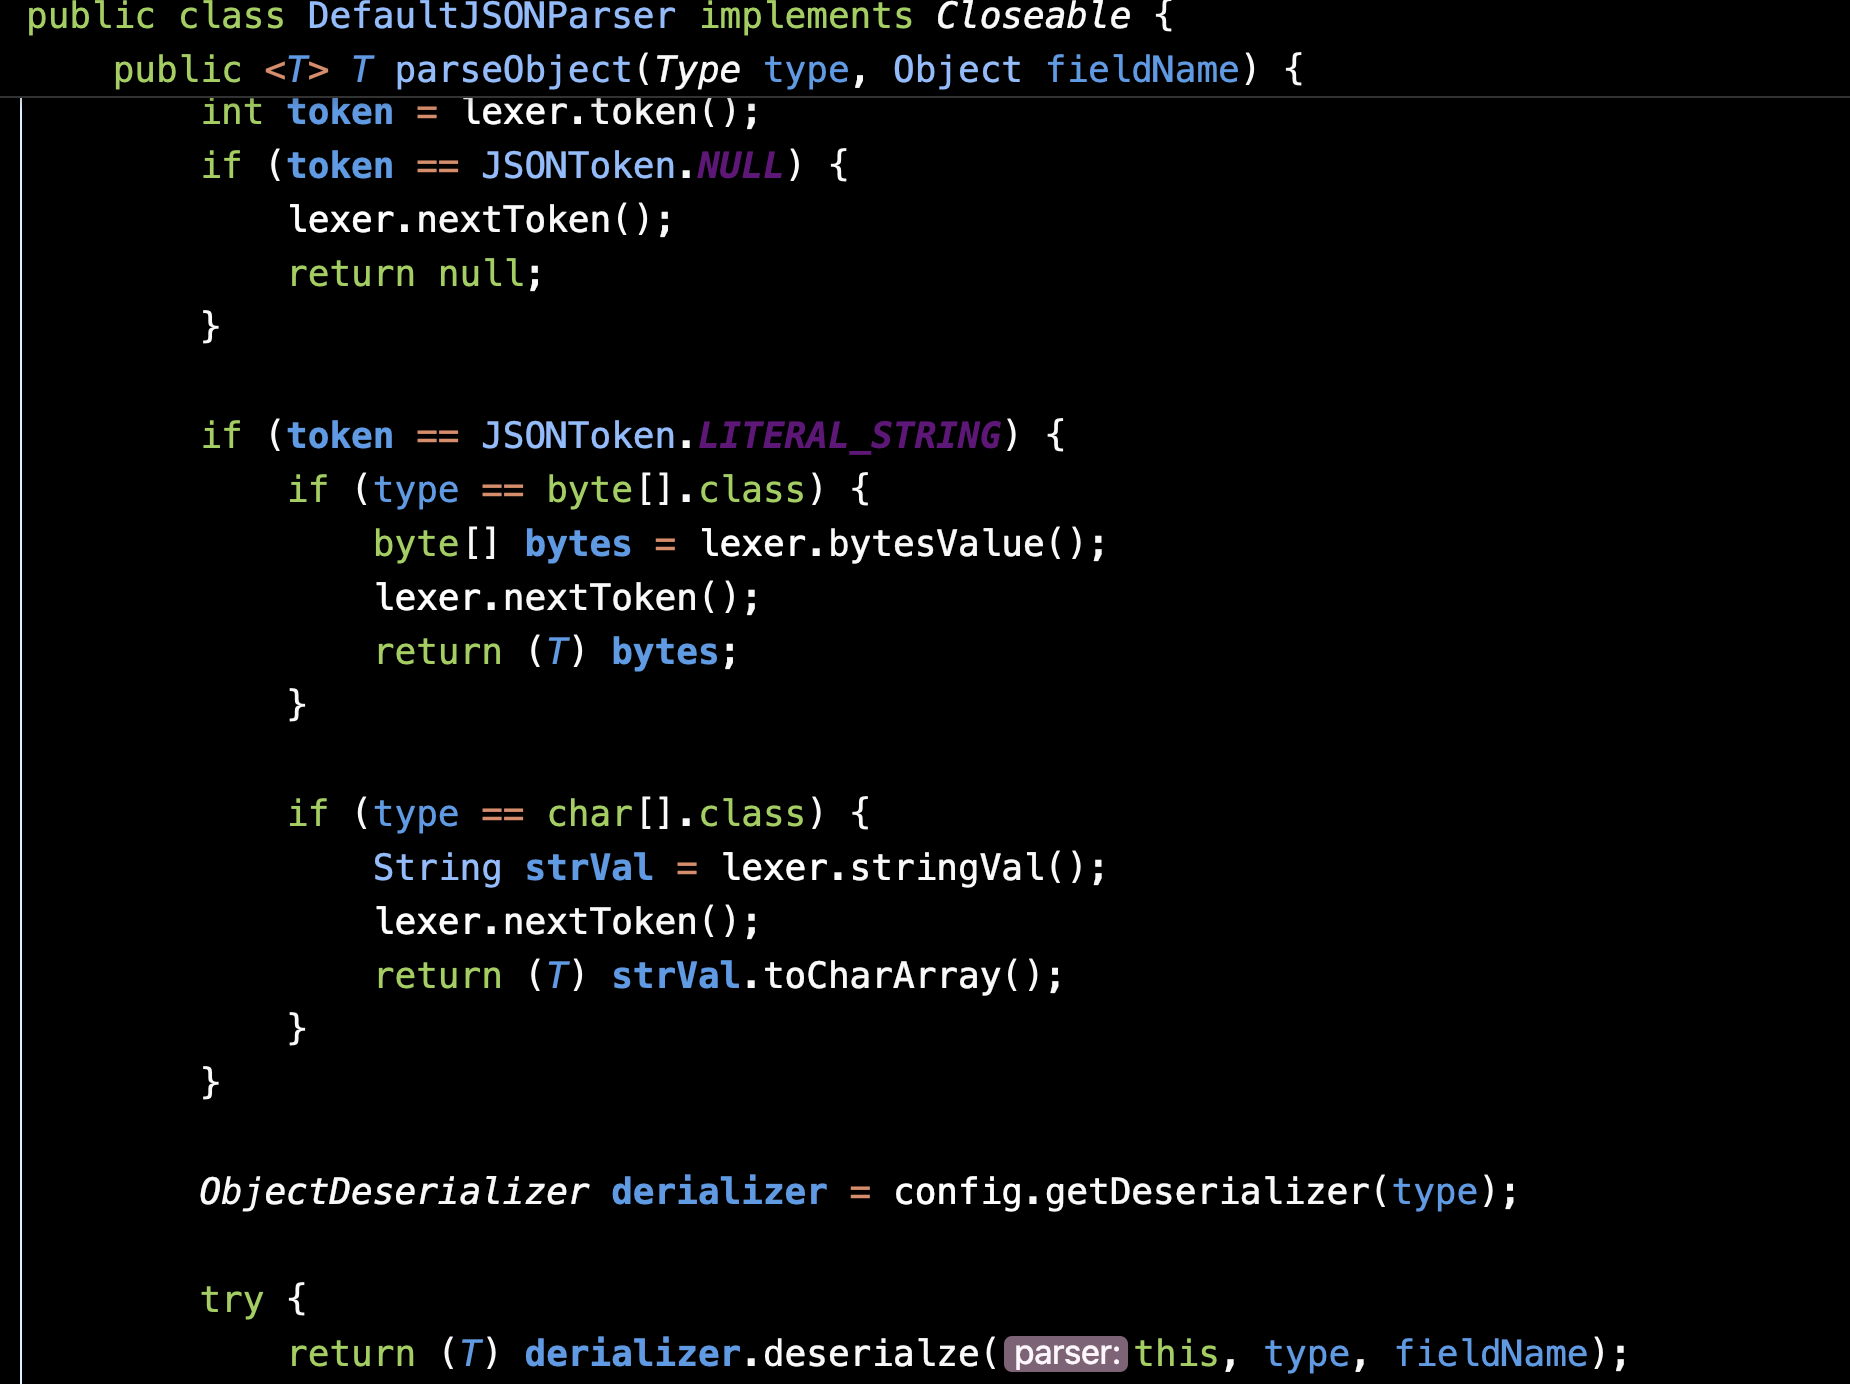 public class DefaultJSONParser implements Closeable {
public <T> T parseObject(Type type, Object fieldName) {
int token = lexer.token();
if (token == JSONToken.NULL) {
lexer.nextToken();
return null;
}
if (token == JSONToken.LITERAL_STRING) {
if (type == byte[].class) {
byte[] bytes = lexer.bytesValue();
lexer.nextToken();
return (T) bytes;
}
if (type == char[].class) {
String strVal = lexer.stringVal();
lexer.nextToken();
return (T) strVal.toCharArray();
}
}
ObjectDeserializer derializer = config.getDeserializer(type);
try {
return (T) derializer.deserialze( parser: this, type, fieldName);